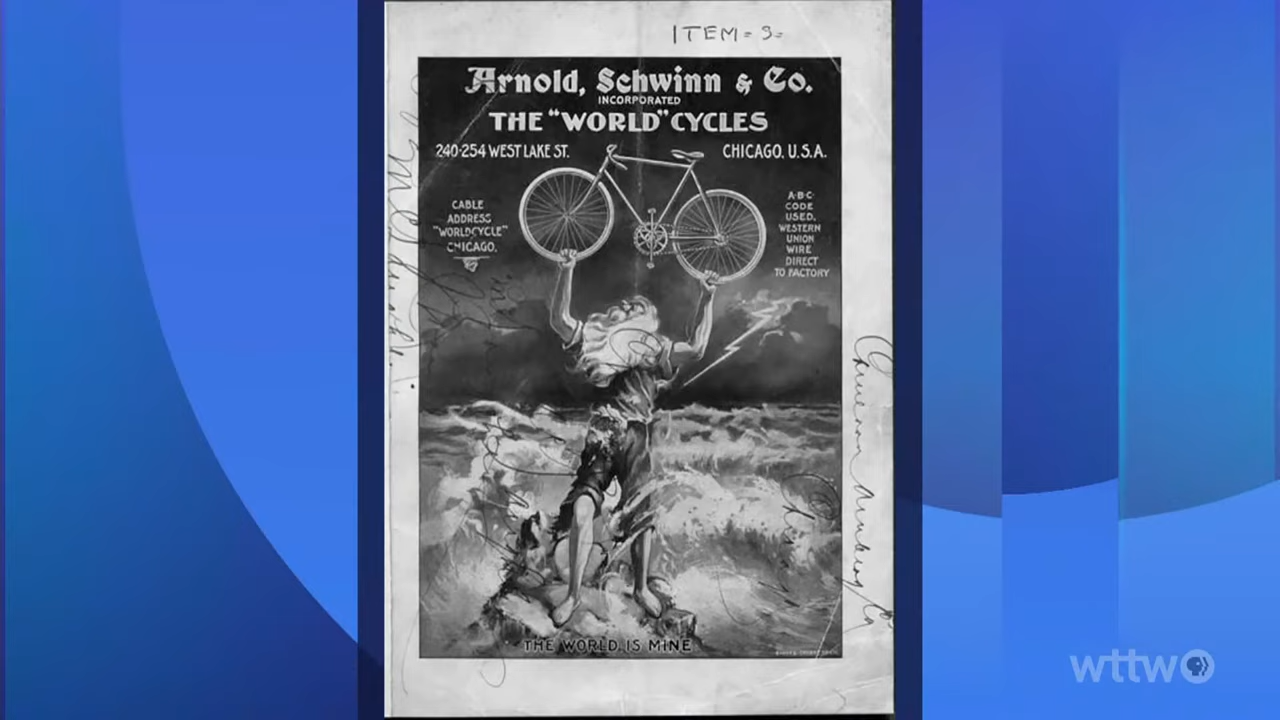 ITEM= 3=
Arnold, Schwinn & Co.
INCORPORATED
THE "WORLD" CYCLES
240-254 WEST LAKE ST.
CHICAGO. U.S.A.
CABLE
ADDRESS
"WORLDCYCLE"
CHICAGO.
A·B·C·
CODE
USED.
WESTERN
UNION
WIRE
DIRECT
TO FACTORY
THE WORLD IS MINE
wttw